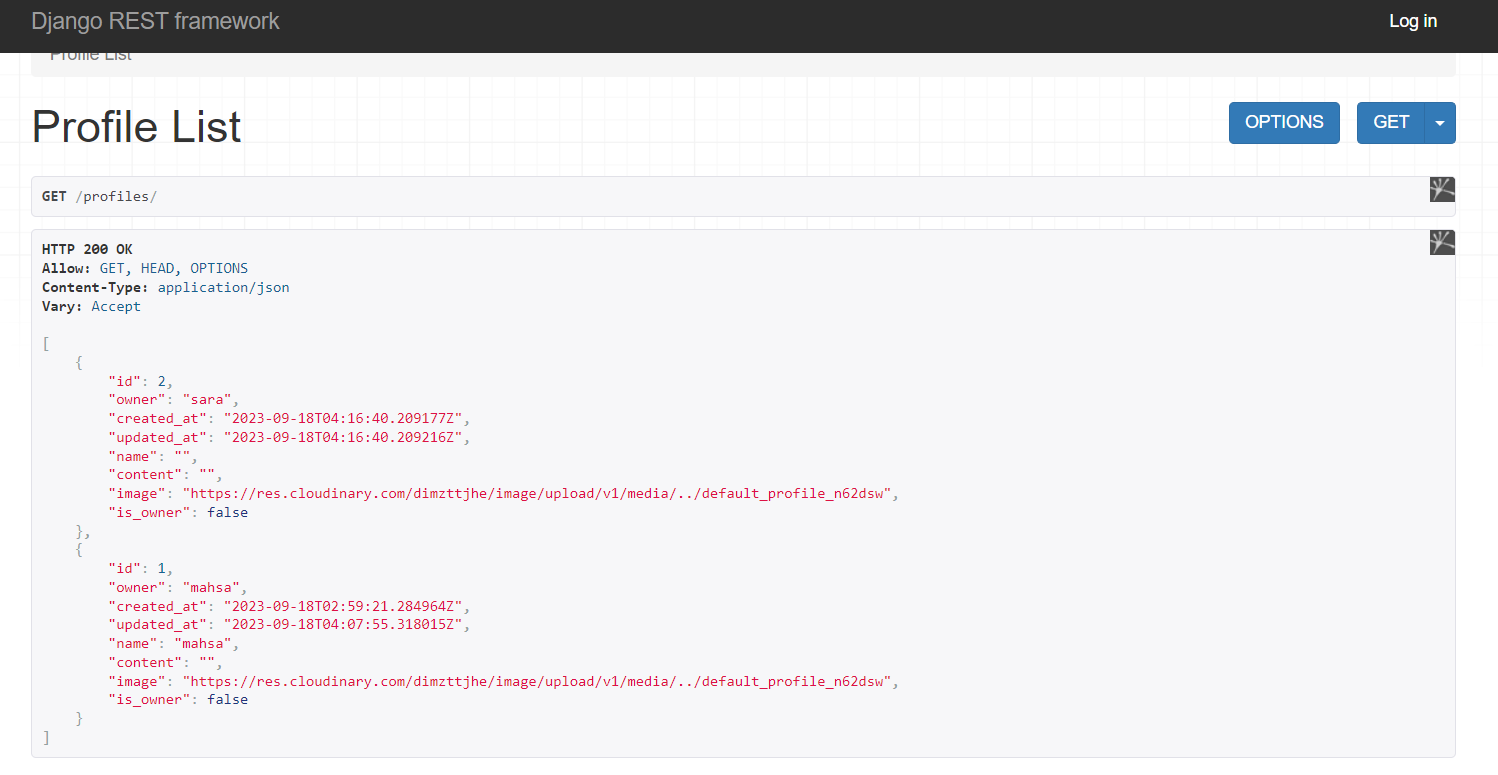 Django REST framework
Log in
Profile List
Profile List
OPTIONS
GET
GET /profiles/
HTTP 200 OK
Allow: GET, HEAD, OPTIONS
Content-Type: application/json
Vary: Accept
[
    {
        "id": 2,
        "owner": "sara",
        "created_at": "2023-09-18T04:16:40.209177Z",
        "updated_at": "2023-09-18T04:16:40.209216Z",
        "name": "",
        "content": "",
        "image": "https://res.cloudinary.com/dimzttjhe/image/upload/v1/media/../default_profile_n62dsw",
        "is_owner": false
    },
    {
        "id": 1,
        "owner": "mahsa",
        "created_at": "2023-09-18T02:59:21.284964Z",
        "updated_at": "2023-09-18T04:07:55.318015Z",
        "name": "mahsa",
        "content": "",
        "image": "https://res.cloudinary.com/dimzttjhe/image/upload/v1/media/../default_profile_n62dsw",
        "is_owner": false
    }
]